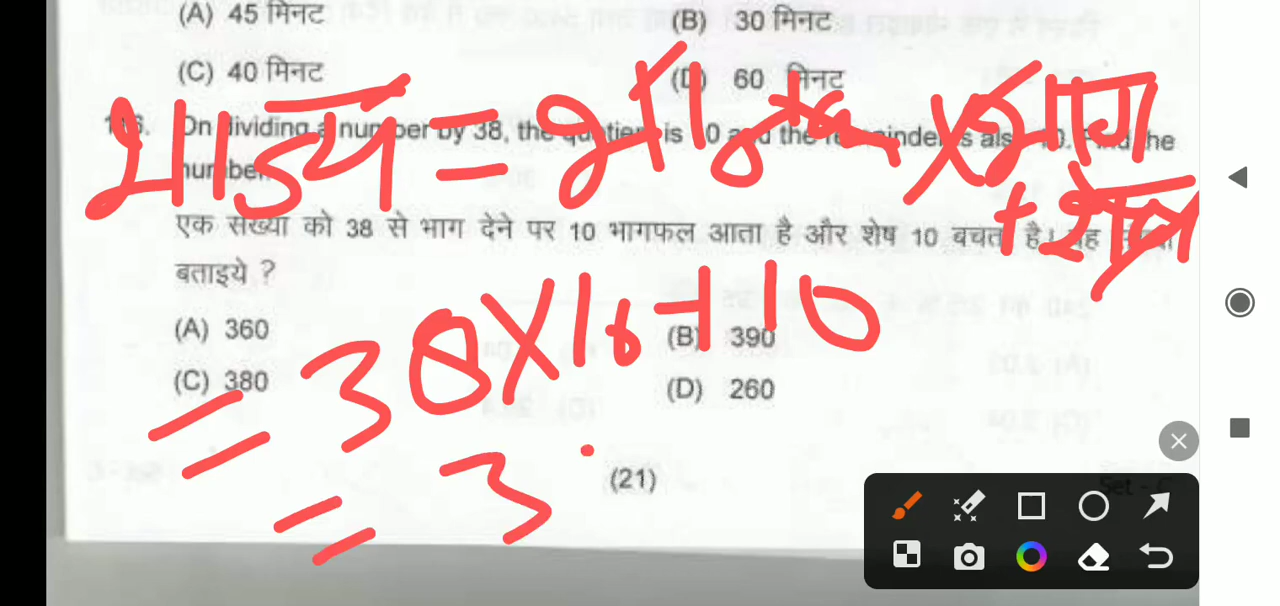 (A) 45 मिनट
(B) 30 मिनट
(C) 40 मिनट
(D) 60 मिनट
भाज्य = भाजक × भागफल + शेषफल
On dividing a number by 38, the quotient is 10 and the remainder is also 10. Find the
number.
एक संख्या को 38 से भाग देने पर 10 भागफल आता है और शेष 10 बचता है। वह संख्या
बताइये ?
(A) 360
(B) 390
= 38×10+10
(C) 380
(D) 260
= 3
(21)
Set - C